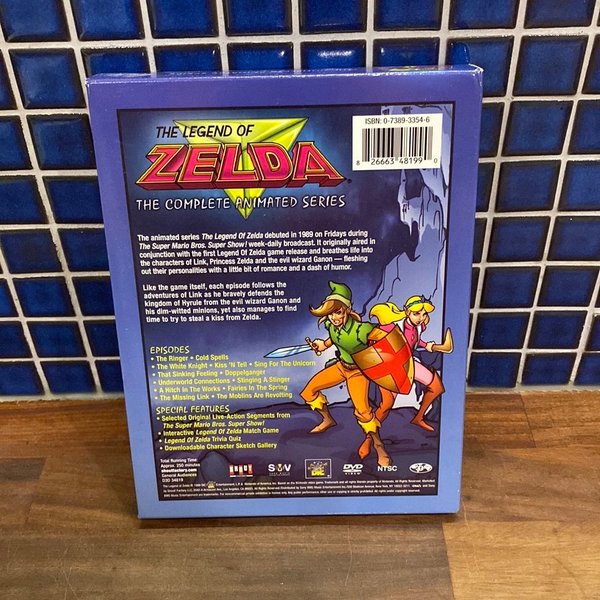 THE LEGEND OF
ZELDA
THE COMPLETE ANIMATED SERIES
ISBN: 0-7389-3354-6
8 26663 48199 0
The animated series The Legend Of Zelda debuted in 1989 on Fridays during
The Super Mario Bros. Super Show! week-daily broadcast. It originally aired in
conjunction with the first Legend Of Zelda game release and breathes life into
the characters of Link, Princess Zelda and the evil wizard Ganon — fleshing
out their personalities with a little bit of romance and a dash of humor.
Like the game itself, each episode follows the
adventures of Link as he bravely defends the
kingdom of Hyrule from the evil wizard Ganon and
his dim-witted minions, yet also manages to find
time to try to steal a kiss from Zelda.
EPISODES
• The Ringer • Cold Spells
• The White Knight • Kiss 'N Tell • Sing For The Unicorn
• That Sinking Feeling • Doppelganger
• Underworld Connections • Stinging A Stinger
• A Hitch In The Works • Fairies In The Spring
• The Missing Link • The Moblins Are Revolting
SPECIAL FEATURES
• Selected Original Live-Action Segments from
The Super Mario Bros. Super Show!
• Interactive Legend Of Zelda Match Game
• Legend Of Zelda Trivia Quiz
• Downloadable Character Sketch Gallery
Total Running Time:
Approx. 250 minutes
shoutfactory.com
General Audiences
D3D 34819
DIC
DVD
VIDEO
NTSC